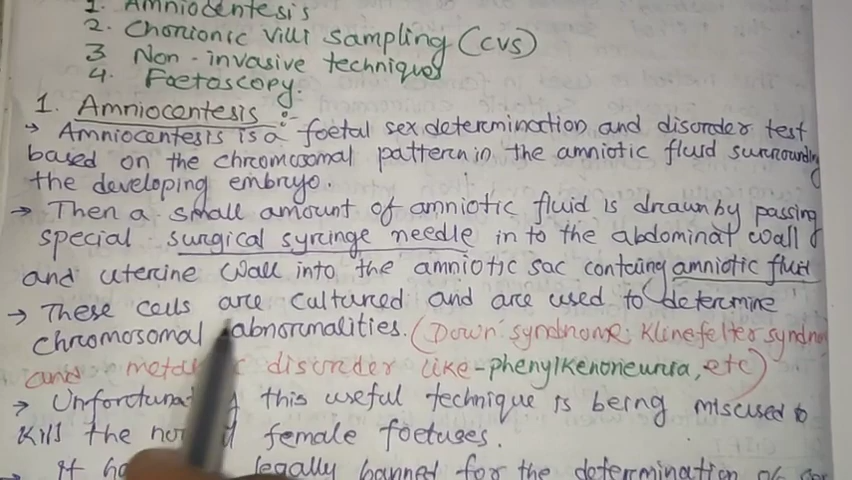 1. Amniocentesis
2. Chorionic villi sampling (CVS)
3 Non-invasive techniques
4. Foetoscopy.
1. Amniocentesis :-
→ Amniocentesis is a foetal sex determination and disorder test
based on the chromosomal pattern in the amniotic fluid surrounding
the developing embryo.
→ Then a small amount of amniotic fluid is drawn by passing
special surgical syringe needle in to the abdominal wall
and uterine wall into the amniotic sac containg amniotic fluid
→ These cells are cultured and are used to determine
chromosomal abnormalities. (Down syndrome, Klinefelter
and disorder like - phenylkenorieunia, etc)
→ this useful technique is being misused to
kill the female foetuses.
→ It legally banned for the determination of